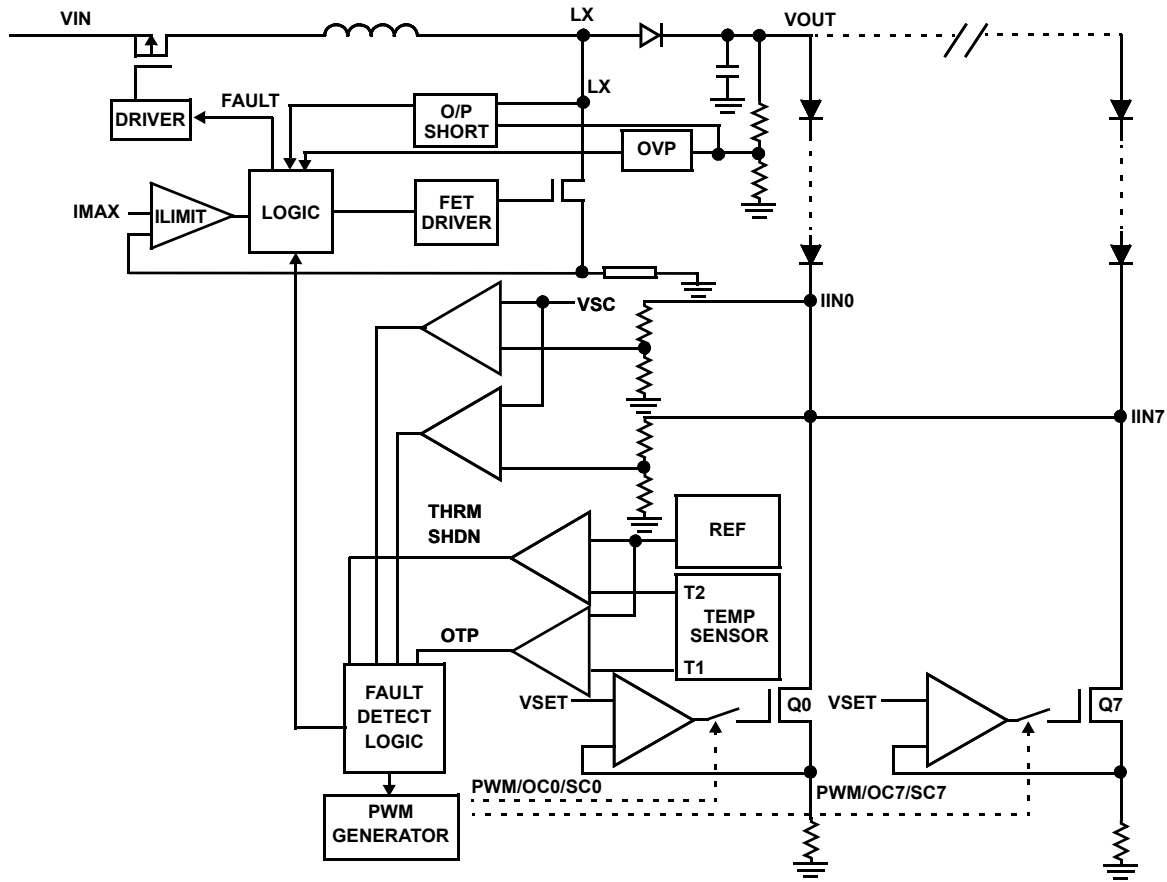 VIN
LX
VOUT
LX
FAULT
O/P
SHORT
DRIVER
OVP
IMAX
ILIMIT
LOGIC
FET
DRIVER
VSC
IIN0
IIN7
THRM
SHDN
REF
T2
TEMP
SENSOR
OTP
T1
FAULT
DETECT
LOGIC
VSET
Q0
VSET
Q7
PWM/OC0/SC0
PWM/OC7/SC7
PWM
GENERATOR